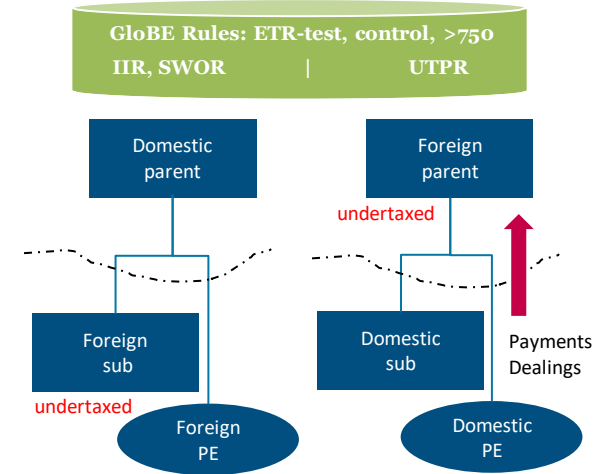 GloBE Rules: ETR-test, control, >750
IIR, SWOR | UTPR
Domestic
parent
Foreign
parent
undertaxed
Foreign
sub
undertaxed
Foreign
PE
Domestic
sub
Payments
Dealings
Domestic
PE